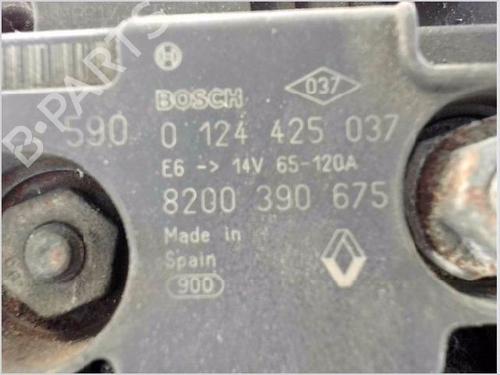 BOSCH
037
590 0 124 425 037
E6 -> 14V 65-120A
8200 390 675
Made in
Spain
900
B-PARTS